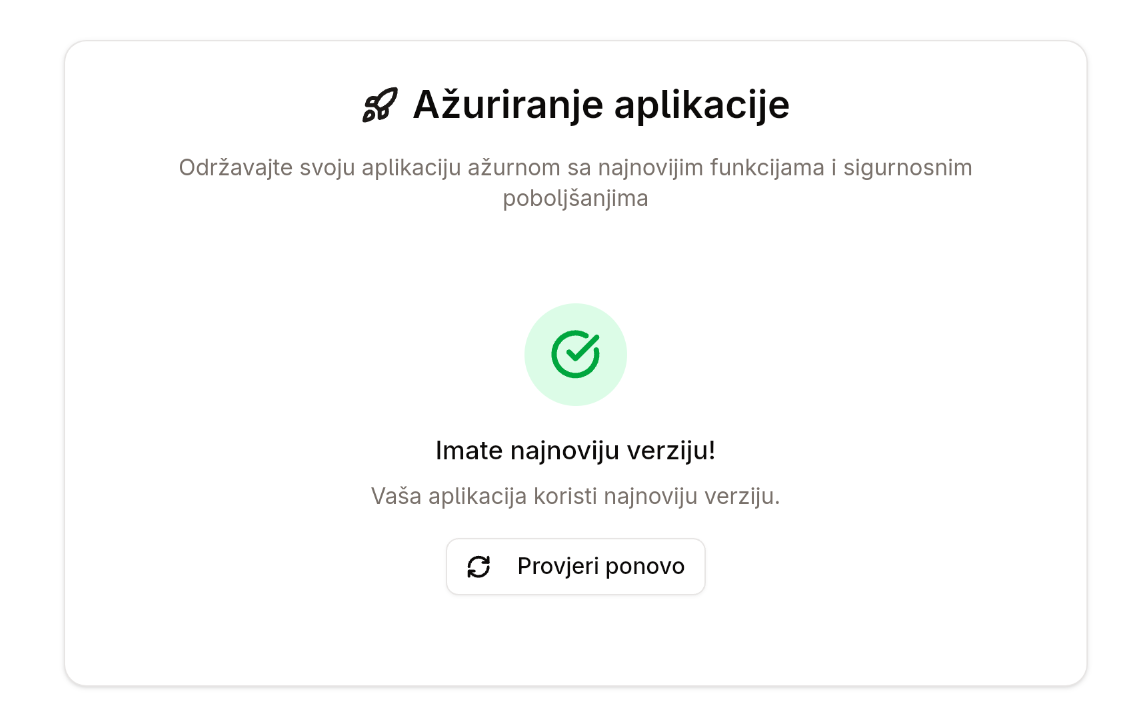 Ažuriranje aplikacije
Održavajte svoju aplikaciju ažurnom sa najnovijim funkcijama i sigurnosnim
poboljšanjima
Imate najnoviju verziju!
Vaša aplikacija koristi najnoviju verziju.
Provjeri ponovo